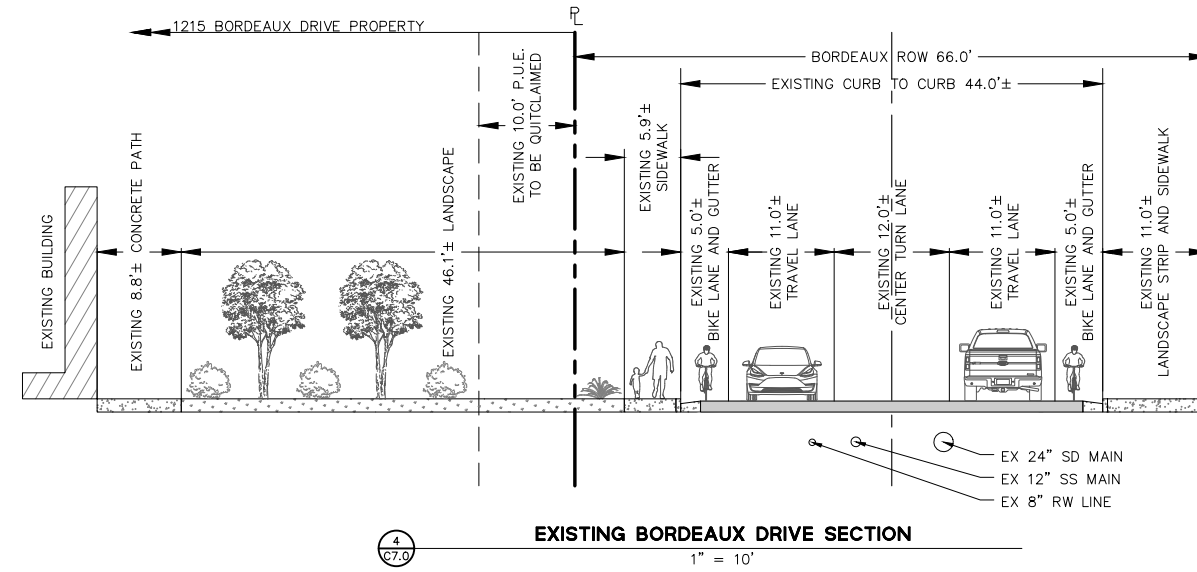 PL
1215 BORDEAUX DRIVE PROPERTY
BORDEAUX ROW 66.0'
EXISTING CURB TO CURB 44.0'±
EXISTING 10.0' P.U.E.
TO BE QUITCLAIMED
EXISTING 5.9'±
SIDEWALK
EXISTING BUILDING
EXISTING 8.8'± CONCRETE PATH
EXISTING 46.1'± LANDSCAPE
EXISTING 5.0'±
BIKE LANE AND GUTTER
EXISTING 11.0'±
TRAVEL LANE
EXISTING 12.0'±
CENTER TURN LANE
EXISTING 11.0'±
TRAVEL LANE
EXISTING 5.0'±
BIKE LANE AND GUTTER
EXISTING 11.0'±
LANDSCAPE STRIP AND SIDEWALK
EX 24" SD MAIN
EX 12" SS MAIN
EX 8" RW LINE
4
C7.0
EXISTING BORDEAUX DRIVE SECTION
1" = 10'